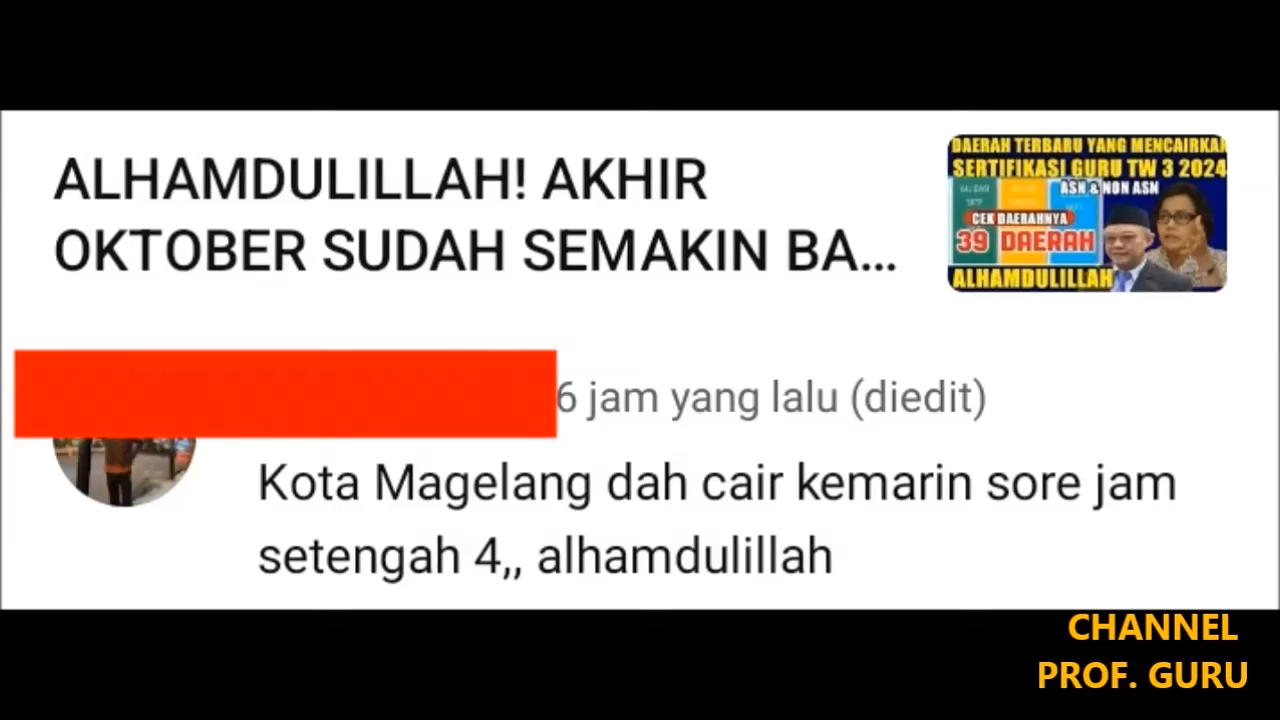 ALHAMDULILLAH! AKHIR
OKTOBER SUDAH SEMAKIN BA...
DAERAH TERBARU YANG MENCAIRKAN
SERTIFIKASI GURU TW 3 2024
ASN & NON ASN
CEK DAERAHNYA
39 DAERAH
ALHAMDULILLAH
6 jam yang lalu (diedit)
Kota Magelang dah cair kemarin sore jam
setengah 4,, alhamdulillah
CHANNEL
PROF. GURU